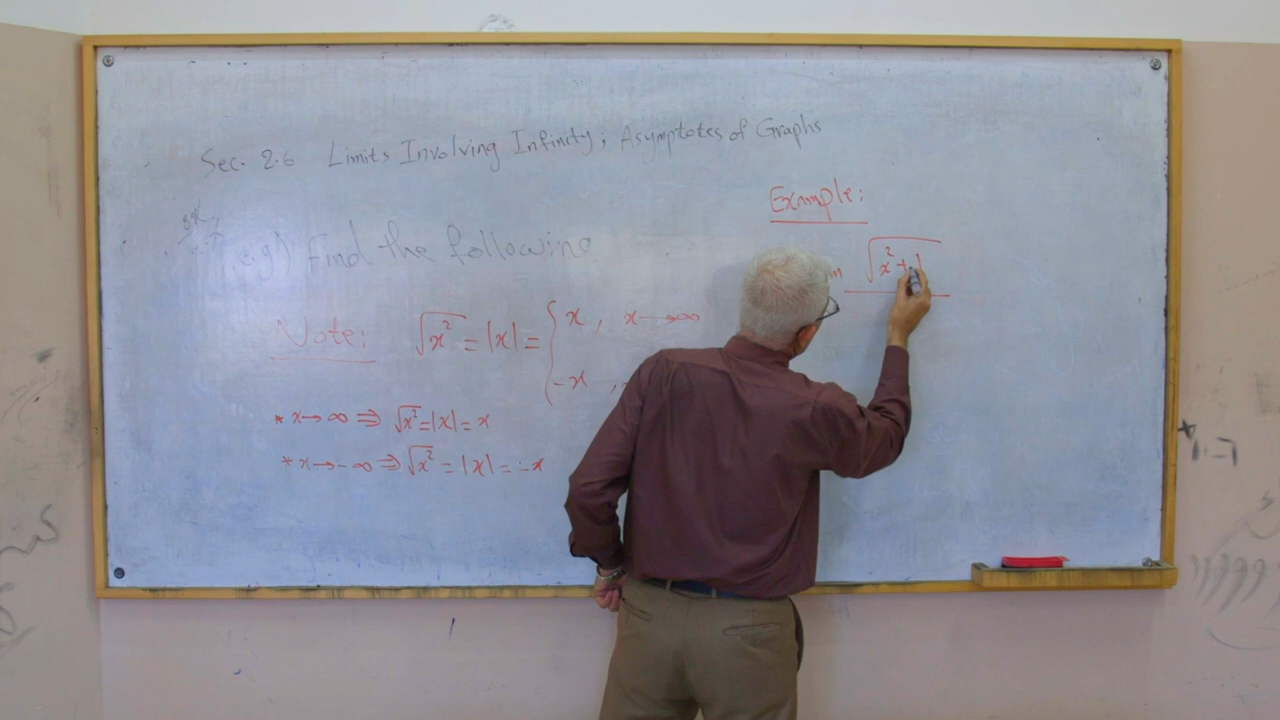 Sec. 2.6 Limits Involving Infinity; Asymptotes of Graphs
e.g) Find the following
Note: √x² = |x| = { x, x→∞
-x,
* x→∞ ⇒ √x² = |x| = x
* x→-∞ ⇒ √x² = |x| = -x
Example:
√x²+1